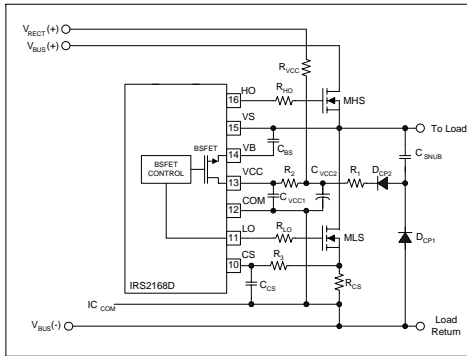 VRECT(+)
VBUS(+)
RVCC
HO
16
RHO
MHS
VS
15
To Load
BSFET
VB
14
CBS
CSNUB
VCC
13
R2
CVCC2
R1
DCP2
BSFET
CONTROL
COM
12
CVCC1
LO
11
RLO
MLS
DCP1
CS
10
R3
IRS2168D
CCS
RCS
IC COM
VBUS(-)
Load
Return